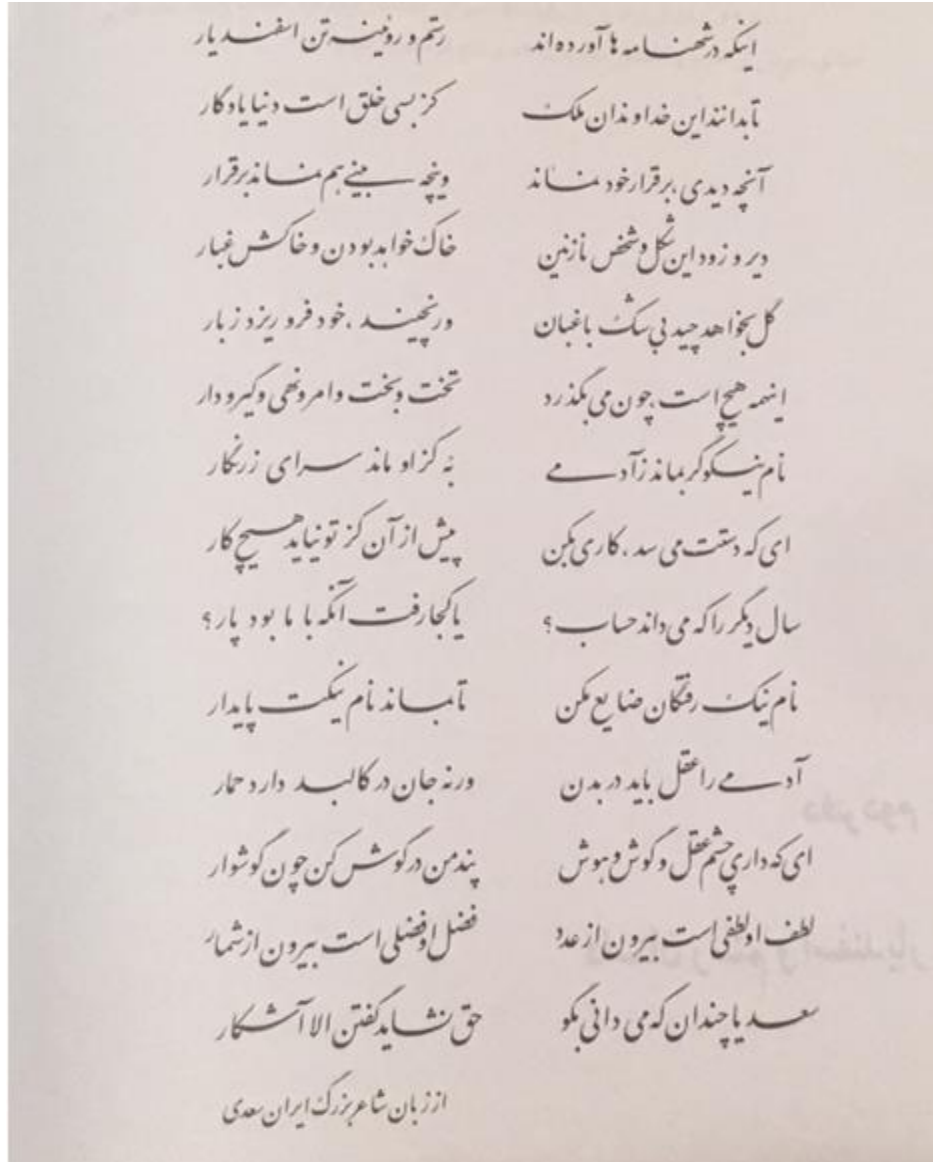 اینکه در شهنامه ها آورده اند رستم و روئینه تن اسفندیار
تا بدانند این خداوندان ملک کز بسی خلق است دنیا یادگار
آنچه دیدی، برقرار خود نماند وینچه بینی هم نماند برقرار
دیر و زود این شکل و شخص نازنین خاک خواهد بودن و خاکش غبار
گل بخواهد چید بی شک باغبان ورنچیند، خود فرو ریزد ز بار
اینهمه هیچ است چون می بگذرد تخت و بخت و امر و نهی و گیر و دار
نام نیکو گر بماند ز آدمی به کز او ماند سرای زرنگار
ای که دستت می رسد، کاری بکن پیش از آن کز تو نیاید هیچ کار
سال دیگر را که می داند حساب؟ یا کجا رفت آنکه با ما بود پار؟
نام نیک رفتگان ضایع مکن تا بماند نام نیکت پایدار
آدمی را عقل باید در بدن ورنه جان در کالبد دارد حمار
ای که داری چشم عقل و گوش و هوش پند من در گوش کن چون گوشوار
لطف او لطفی است بیرون از عدد فضل او فضلی است بیرون از شمار
سعدیا چندان که می دانی بگو حق نشاید گفتن الا آشکار
از زبان شاعر بزرگ ایران سعدی